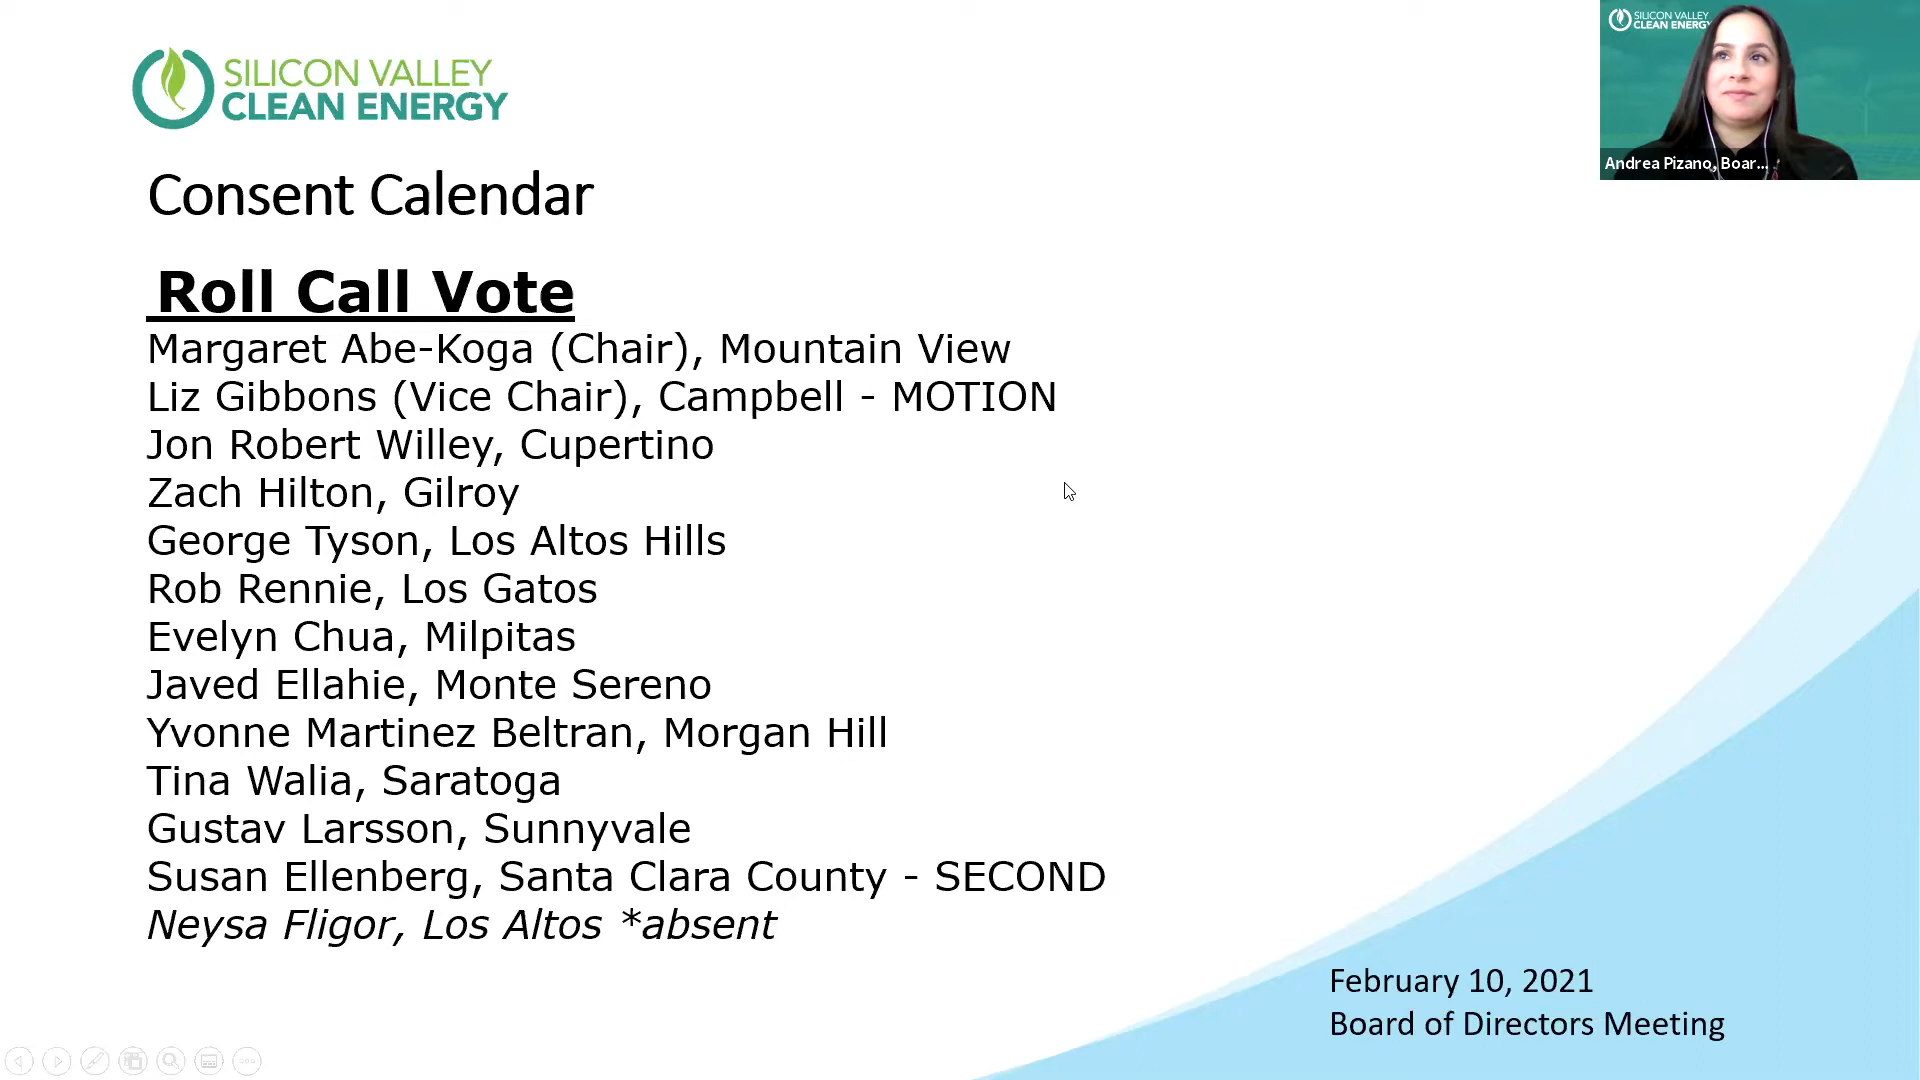 SILICON VALLEY
CLEAN ENERGY
SILICON VALLEY
CLEAN ENERGY
Andrea Pizano, Boar...
Consent Calendar
Roll Call Vote
Margaret Abe-Koga (Chair), Mountain View
Liz Gibbons (Vice Chair), Campbell - MOTION
Jon Robert Willey, Cupertino
Zach Hilton, Gilroy
George Tyson, Los Altos Hills
Rob Rennie, Los Gatos
Evelyn Chua, Milpitas
Javed Ellahie, Monte Sereno
Yvonne Martinez Beltran, Morgan Hill
Tina Walia, Saratoga
Gustav Larsson, Sunnyvale
Susan Ellenberg, Santa Clara County - SECOND
Neysa Fligor, Los Altos *absent
February 10, 2021
Board of Directors Meeting